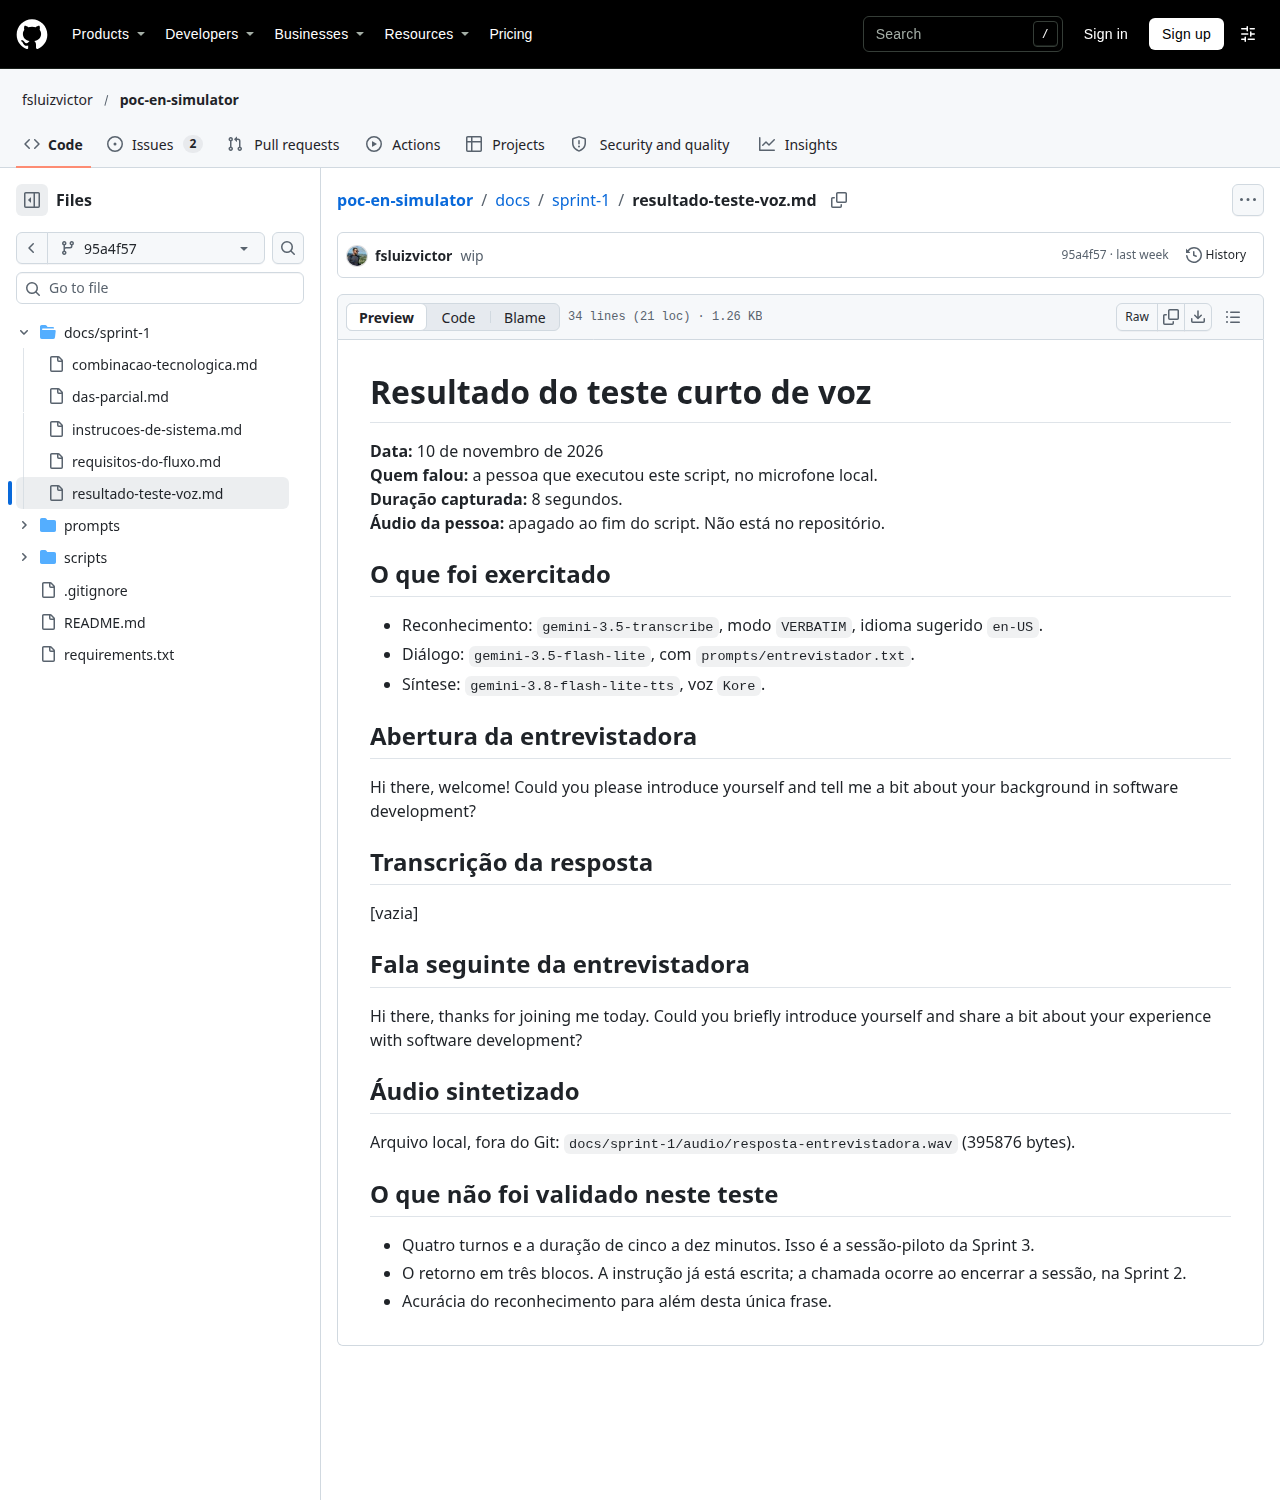 Products Developers Businesses Resources Pricing Search / Sign in Sign up
fsluizvictor / poc-en-simulator
Code Issues 2 Pull requests Actions Projects Security and quality Insights
Files
95a4f57
Go to file
docs/sprint-1
combinacao-tecnologica.md
das-parcial.md
instrucoes-de-sistema.md
requisitos-do-fluxo.md
resultado-teste-voz.md
prompts
scripts
.gitignore
README.md
requirements.txt
poc-en-simulator / docs / sprint-1 / resultado-teste-voz.md
fsluizvictor wip 95a4f57 · last week History
Preview Code Blame 34 lines (21 loc) · 1.26 KB Raw
Resultado do teste curto de voz
Data: 10 de novembro de 2026
Quem falou: a pessoa que executou este script, no microfone local.
Duração capturada: 8 segundos.
Áudio da pessoa: apagado ao fim do script. Não está no repositório.
O que foi exercitado
• Reconhecimento: gemini-3.5-transcribe, modo VERBATIM, idioma sugerido en-US.
• Diálogo: gemini-3.5-flash-lite, com prompts/entrevistador.txt.
• Síntese: gemini-3.8-flash-lite-tts, voz Kore.
Abertura da entrevistadora
Hi there, welcome! Could you please introduce yourself and tell me a bit about your background in software
development?
Transcrição da resposta
[vazia]
Fala seguinte da entrevistadora
Hi there, thanks for joining me today. Could you briefly introduce yourself and share a bit about your experience
with software development?
Áudio sintetizado
Arquivo local, fora do Git: docs/sprint-1/audio/resposta-entrevistadora.wav (395876 bytes).
O que não foi validado neste teste
• Quatro turnos e a duração de cinco a dez minutos. Isso é a sessão-piloto da Sprint 3.
• O retorno em três blocos. A instrução já está escrita; a chamada ocorre ao encerrar a sessão, na Sprint 2.
• Acurácia do reconhecimento para além desta única frase.